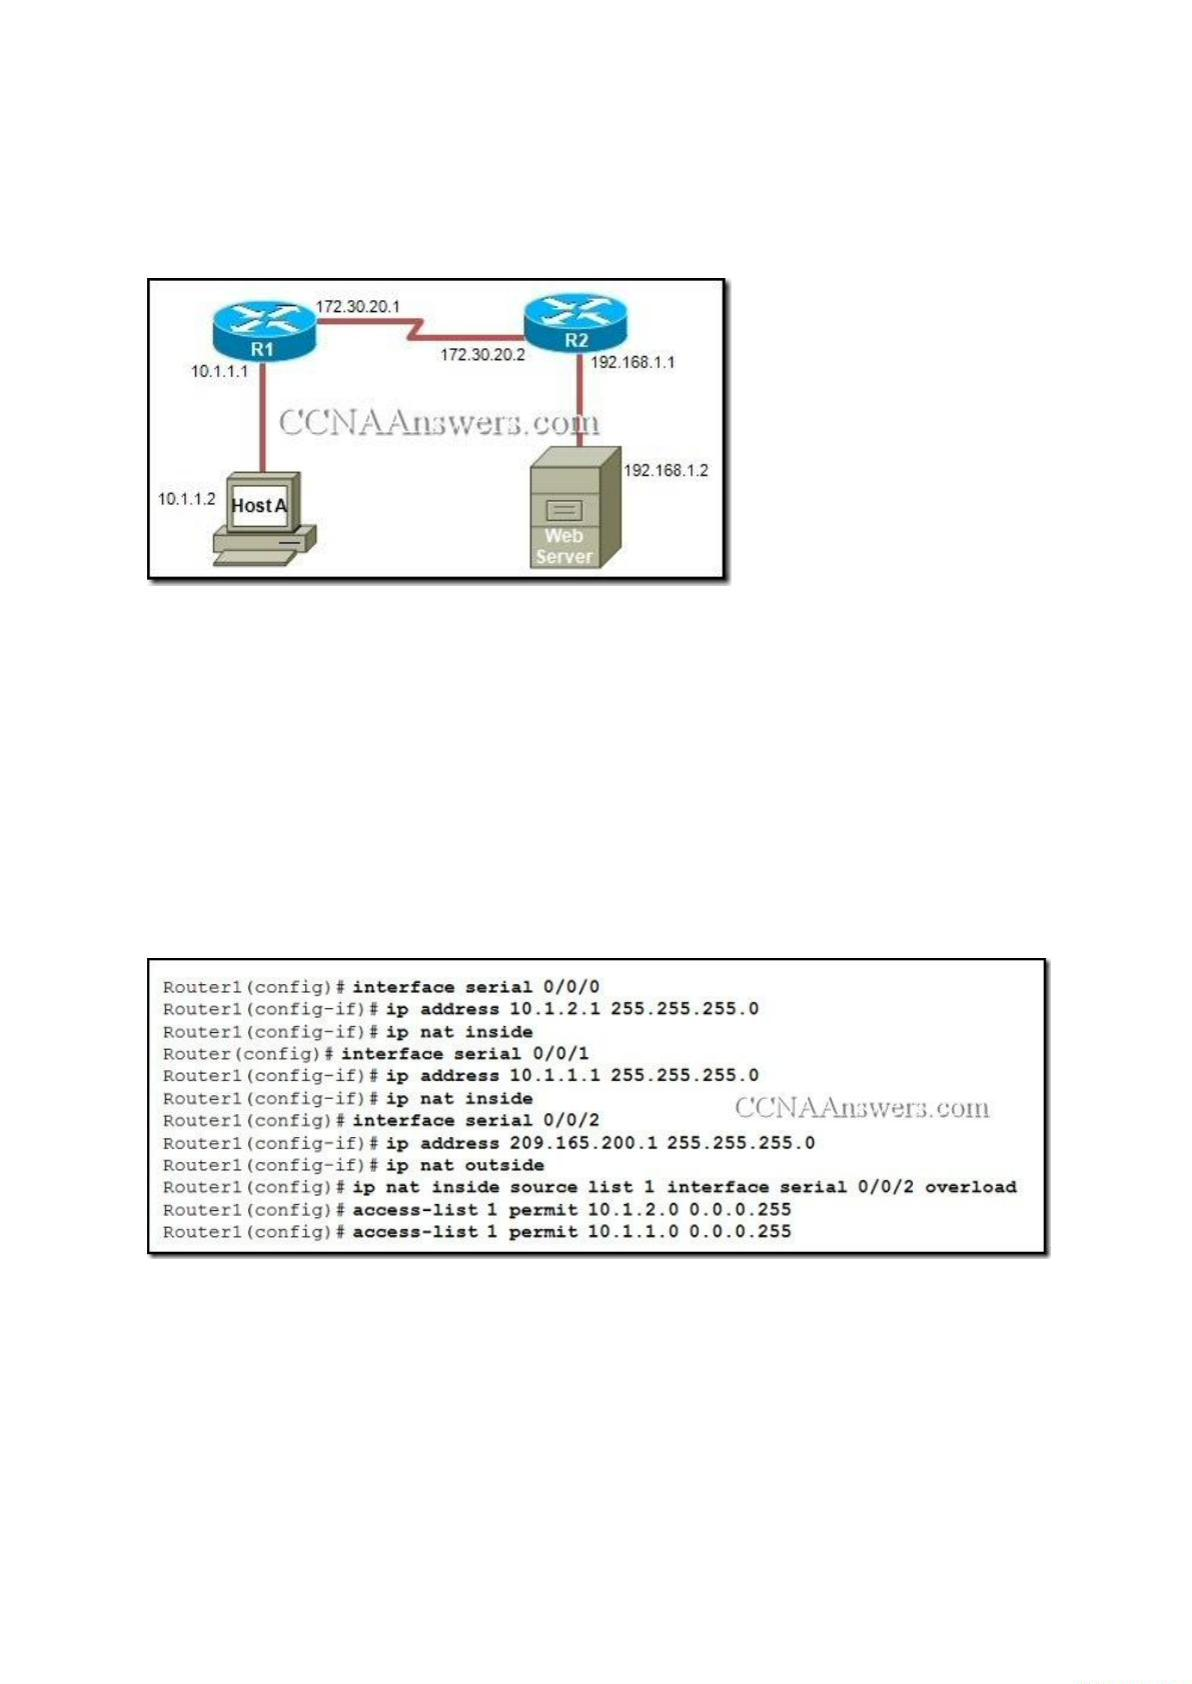 172.30.20.1
R1
R2
172.30.20.2
192.168.1.1
10.1.1.1
CCNAAnswers.com
192.168.1.2
10.1.1.2
Host A
Web
Server
Router1(config)# interface serial 0/0/0
Router1(config-if)# ip address 10.1.2.1 255.255.255.0
Router1(config-if)# ip nat inside
Router(config)# interface serial 0/0/1
Router1(config-if)# ip address 10.1.1.1 255.255.255.0
Router1(config-if)# ip nat inside
CCNAAnswers.com
Router1(config)# interface serial 0/0/2
Router1(config-if)# ip address 209.165.200.1 255.255.255.0
Router1(config-if)# ip nat outside
Router1(config)# ip nat inside source list 1 interface serial 0/0/2 overload
Router1(config)# access-list 1 permit 10.1.2.0 0.0.0.255
Router1(config)# access-list 1 permit 10.1.1.0 0.0.0.255